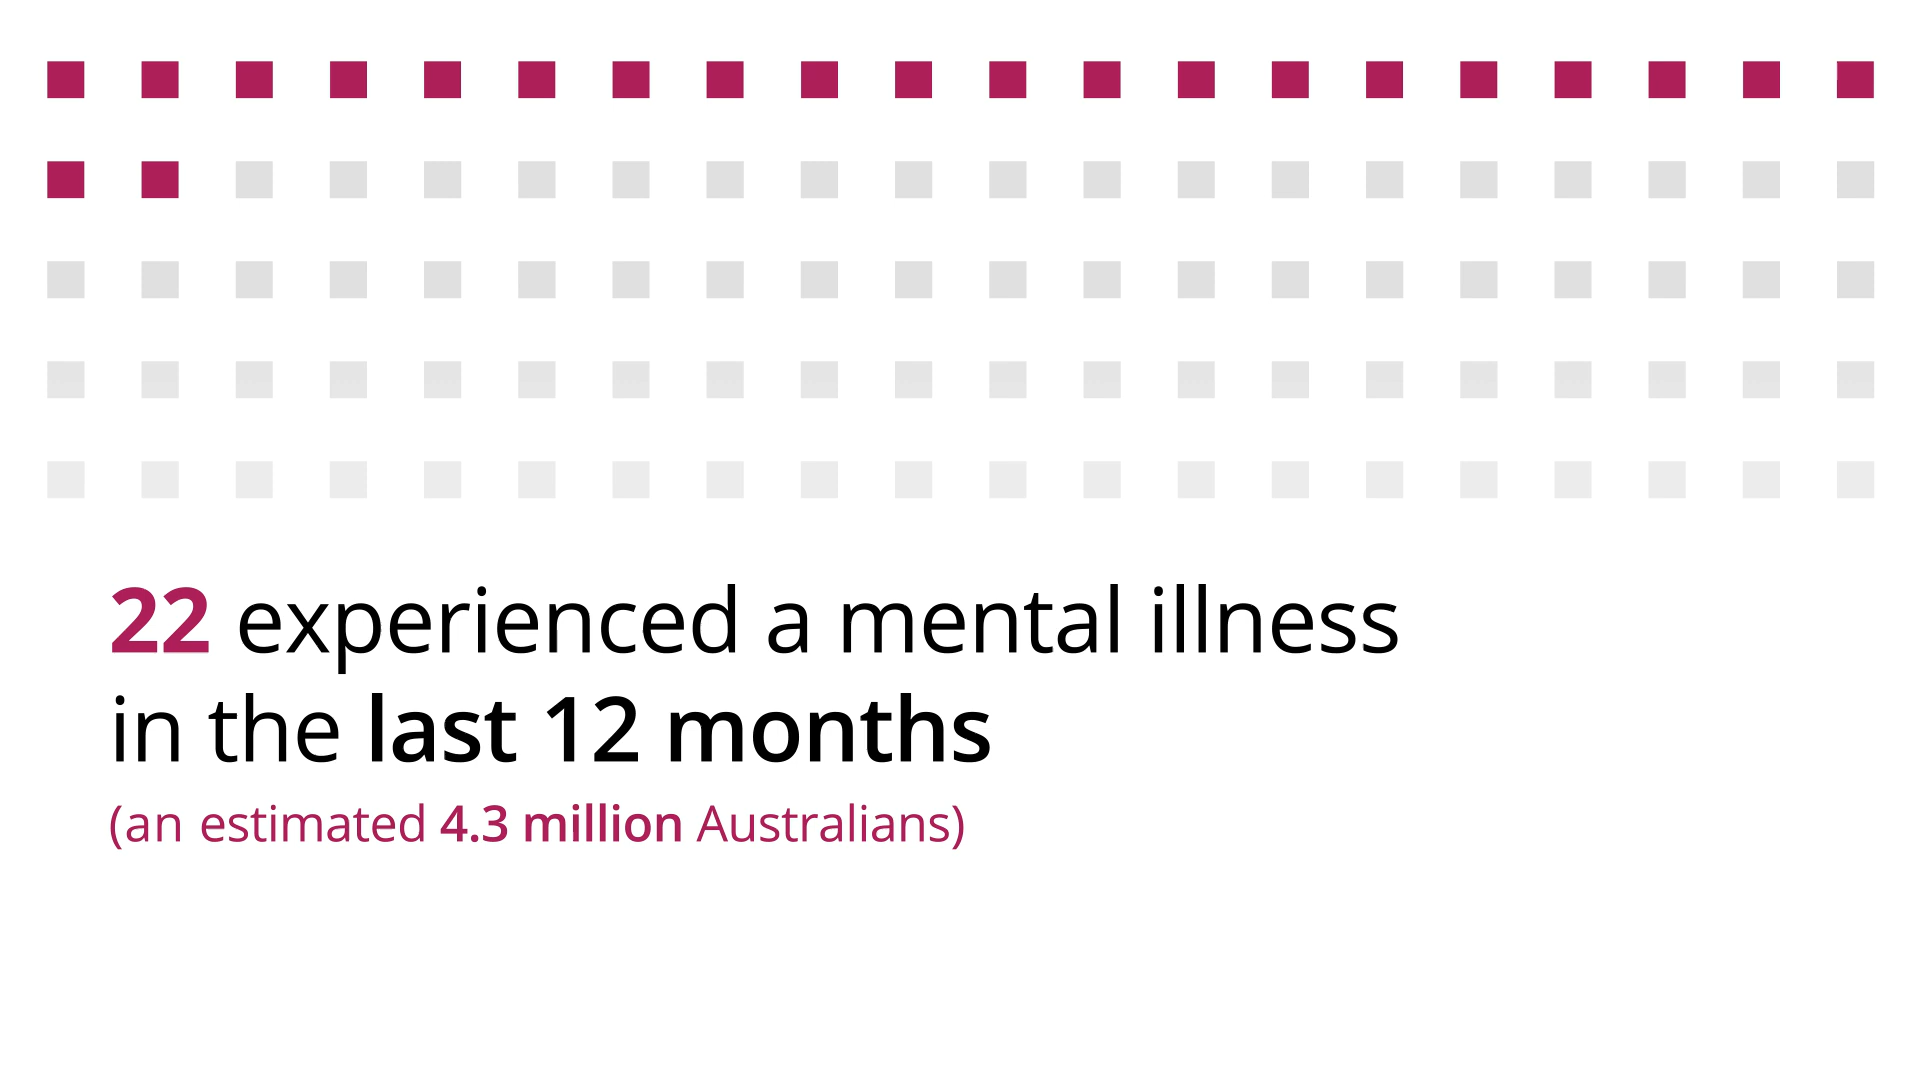 22 experienced a mental illness
in the last 12 months
(an estimated 4.3 million Australians)